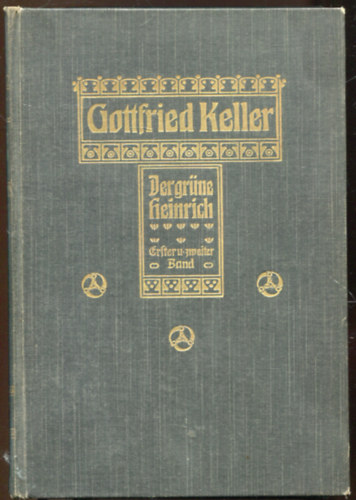 Gottfried Keller
Der grüne
Heinrich
Erster u. zweiter
Band